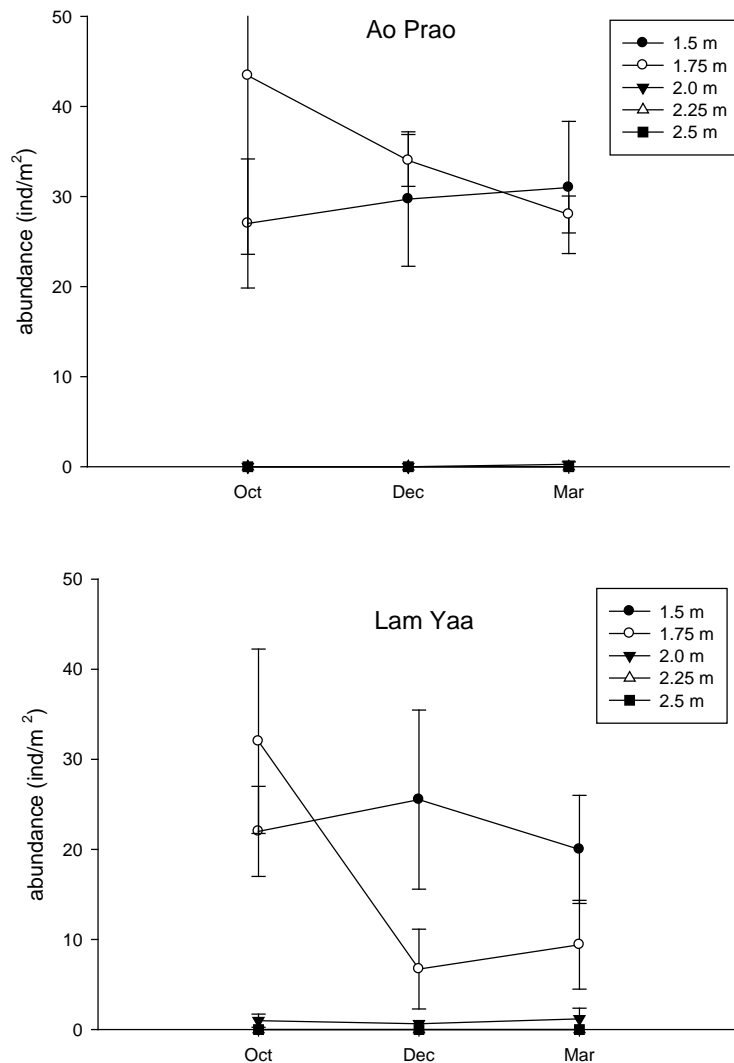 Ao Prao
1.5 m
1.75 m
2.0 m
2.25 m
2.5 m
abundance (ind/m²)
50
40
30
20
10
0
Oct Dec Mar
Lam Yaa
1.5 m
1.75 m
2.0 m
2.25 m
2.5 m
abundance (ind/m²)
50
40
30
20
10
0
Oct Dec Mar